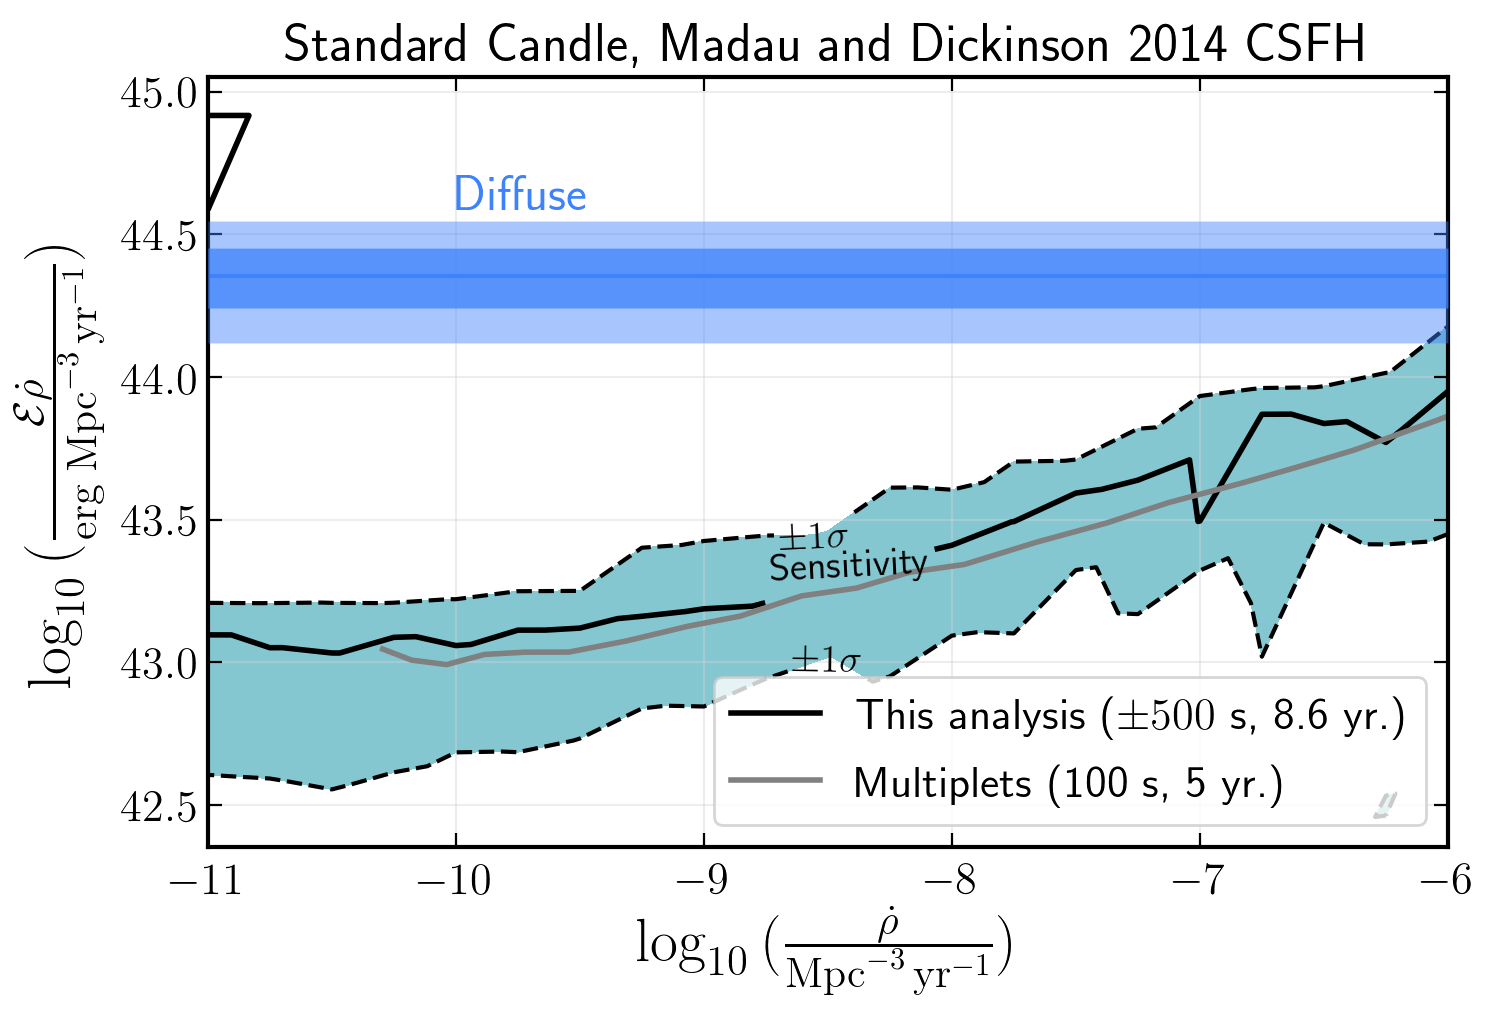 Standard Candle, Madau and Dickinson 2014 CSFH
log₁₀ (ℰρ̇ / erg Mpc⁻³ yr⁻¹)
45.0
44.5
44.0
43.5
43.0
42.5
Diffuse
±1σ
Sensitivity
±1σ
This analysis (±500 s, 8.6 yr.)
Multiplets (100 s, 5 yr.)
−11 −10 −9 −8 −7 −6
log₁₀ (ρ̇ / Mpc⁻³ yr⁻¹)